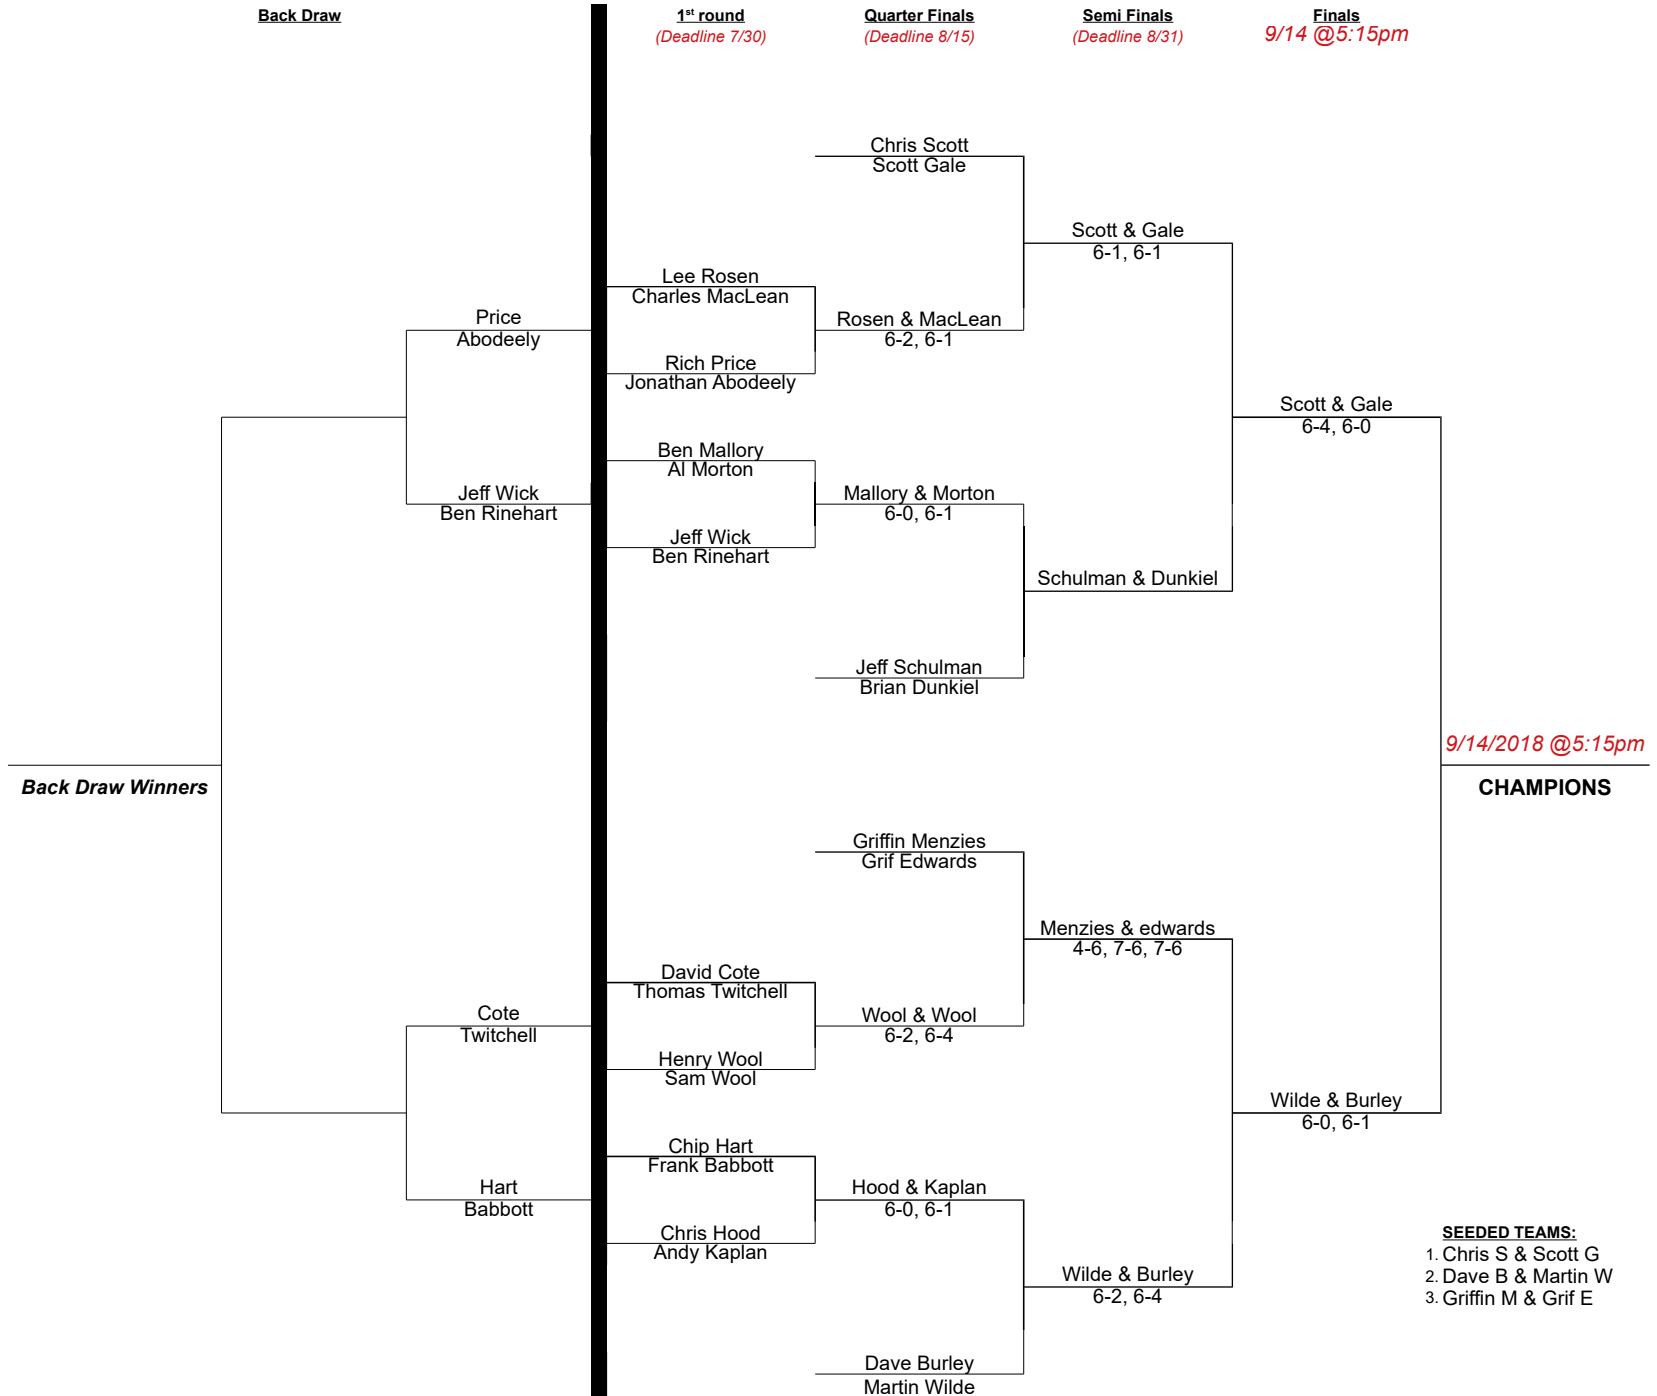 Back Draw
1st round
Quarter Finals
Semi Finals
Finals
(Deadline 7/30)
(Deadline 8/15)
(Deadline 8/31)
9/14 @5:15pm
Chris Scott
Scott Gale
Scott & Gale
6-1, 6-1
Lee Rosen
Charles MacLean
Price
Abodeely
Rosen & MacLean
6-2, 6-1
Rich Price
Jonathan Abodeely
Scott & Gale
6-4, 6-0
Ben Mallory
Al Morton
Jeff Wick
Ben Rinehart
Mallory & Morton
6-0, 6-1
Jeff Wick
Ben Rinehart
Schulman & Dunkiel
Jeff Schulman
Brian Dunkiel
9/14/2018 @5:15pm
Back Draw Winners
CHAMPIONS
Griffin Menzies
Grif Edwards
Menzies & edwards
4-6, 7-6, 7-6
David Cote
Thomas Twitchell
Cote
Twitchell
Wool & Wool
6-2, 6-4
Henry Wool
Sam Wool
Wilde & Burley
6-0, 6-1
Chip Hart
Frank Babbott
Hart
Babbott
Hood & Kaplan
6-0, 6-1
Chris Hood
Andy Kaplan
Wilde & Burley
6-2, 6-4
SEEDED TEAMS:
1. Chris S & Scott G
2. Dave B & Martin W
3. Griffin M & Grif E
Dave Burley
Martin Wilde